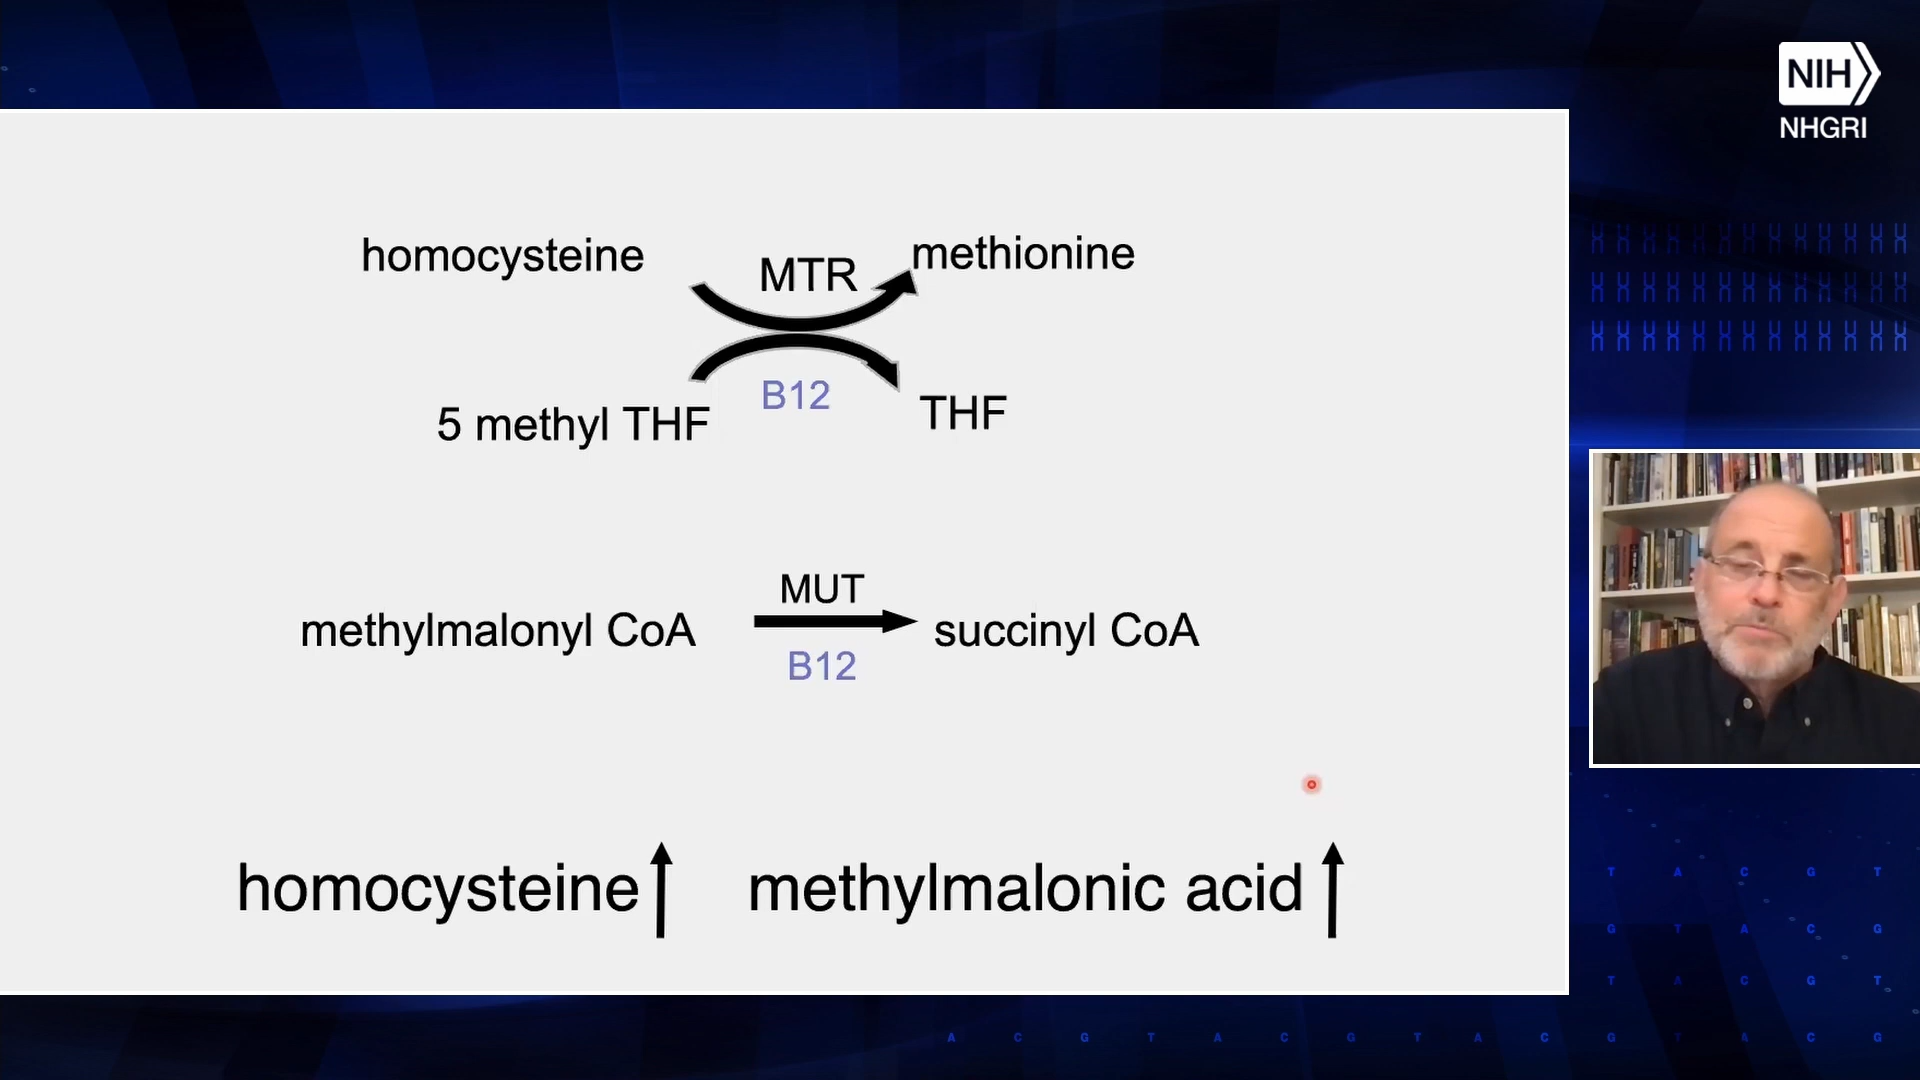 NIH
NHGRI
homocysteine
MTR
methionine
5 methyl THF
B12
THF
methylmalonyl CoA
MUT
B12
succinyl CoA
homocysteine
methylmalonic acid
T A C G T
G T A C G
T A C G T
A C G T A C G T A C G T A C G